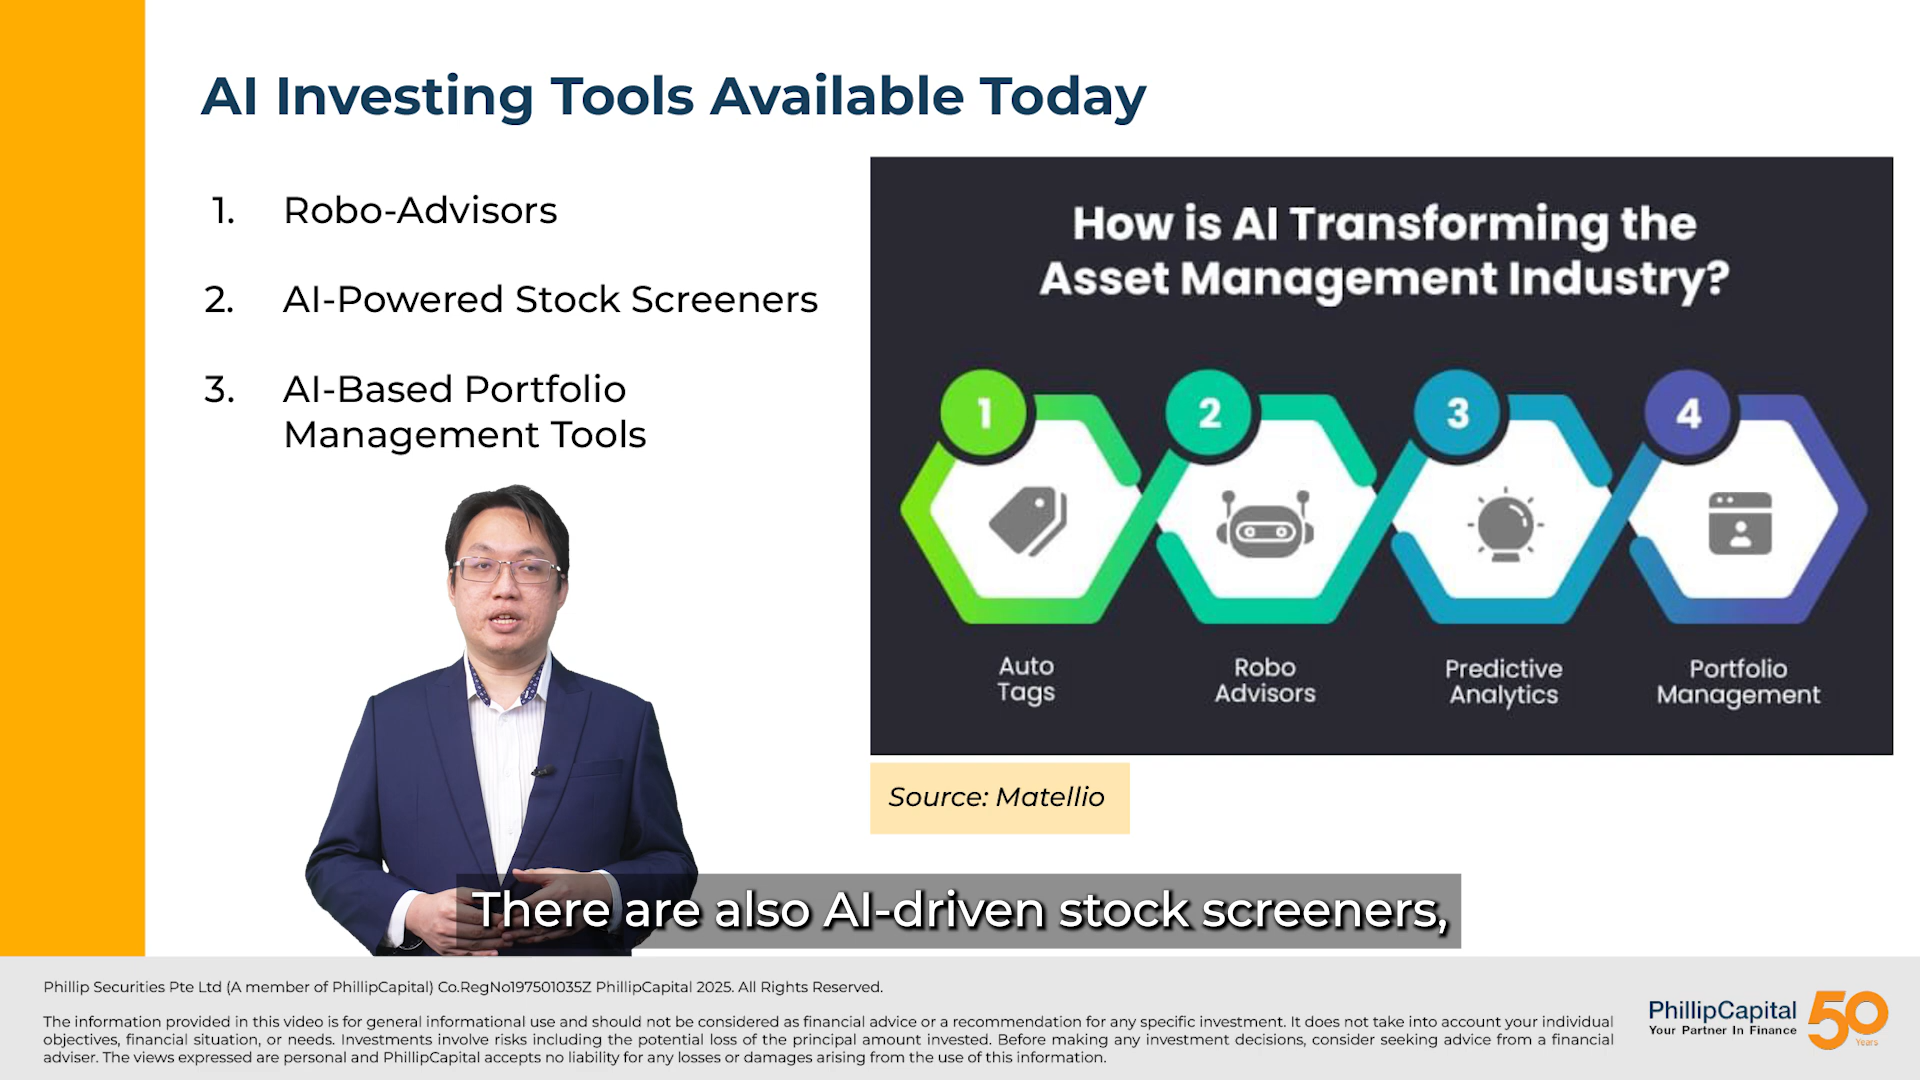 AI Investing Tools Available Today
1. Robo-Advisors
2. AI-Powered Stock Screeners
3. AI-Based Portfolio
Management Tools
How is AI Transforming the
Asset Management Industry?
1
2
3
4
Auto
Tags
Robo
Advisors
Predictive
Analytics
Portfolio
Management
Source: Matellio
There are also AI-driven stock screeners,
Phillip Securities Pte Ltd (A member of PhillipCapital) Co.RegNo197501035Z PhillipCapital 2025. All Rights Reserved.
The information provided in this video is for general informational use and should not be considered as financial advice or a recommendation for any specific investment. It does not take into account your individual
objectives, financial situation, or needs. Investments involve risks including the potential loss of the principal amount invested. Before making any investment decisions, consider seeking advice from a financial
adviser. The views expressed are personal and PhillipCapital accepts no liability for any losses or damages arising from the use of this information.
PhillipCapital
Your Partner In Finance
50
Years